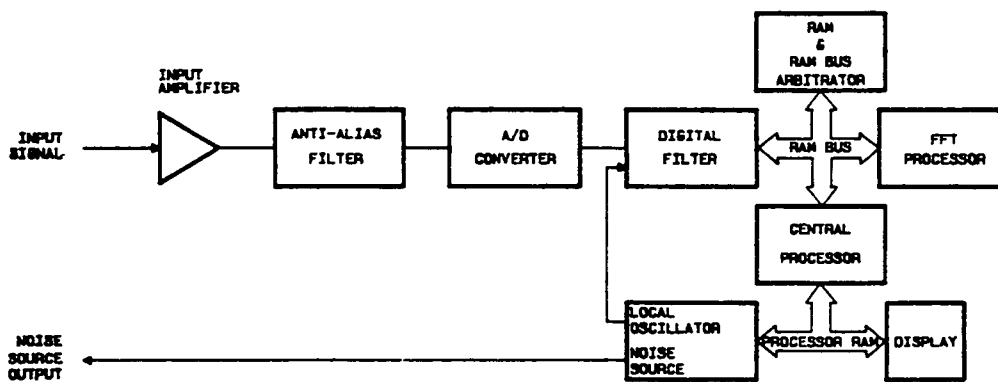 RAM
&
RAM BUS
ARBITRATOR
INPUT
AMPLIFIER
INPUT
SIGNAL
ANTI-ALIAS
FILTER
A/D
CONVERTER
DIGITAL
FILTER
RAM BUS
FFT
PROCESSOR
CENTRAL
PROCESSOR
LOCAL
OSCILLATOR
NOISE
SOURCE
PROCESSOR RAM
DISPLAY
NOISE
SOURCE
OUTPUT